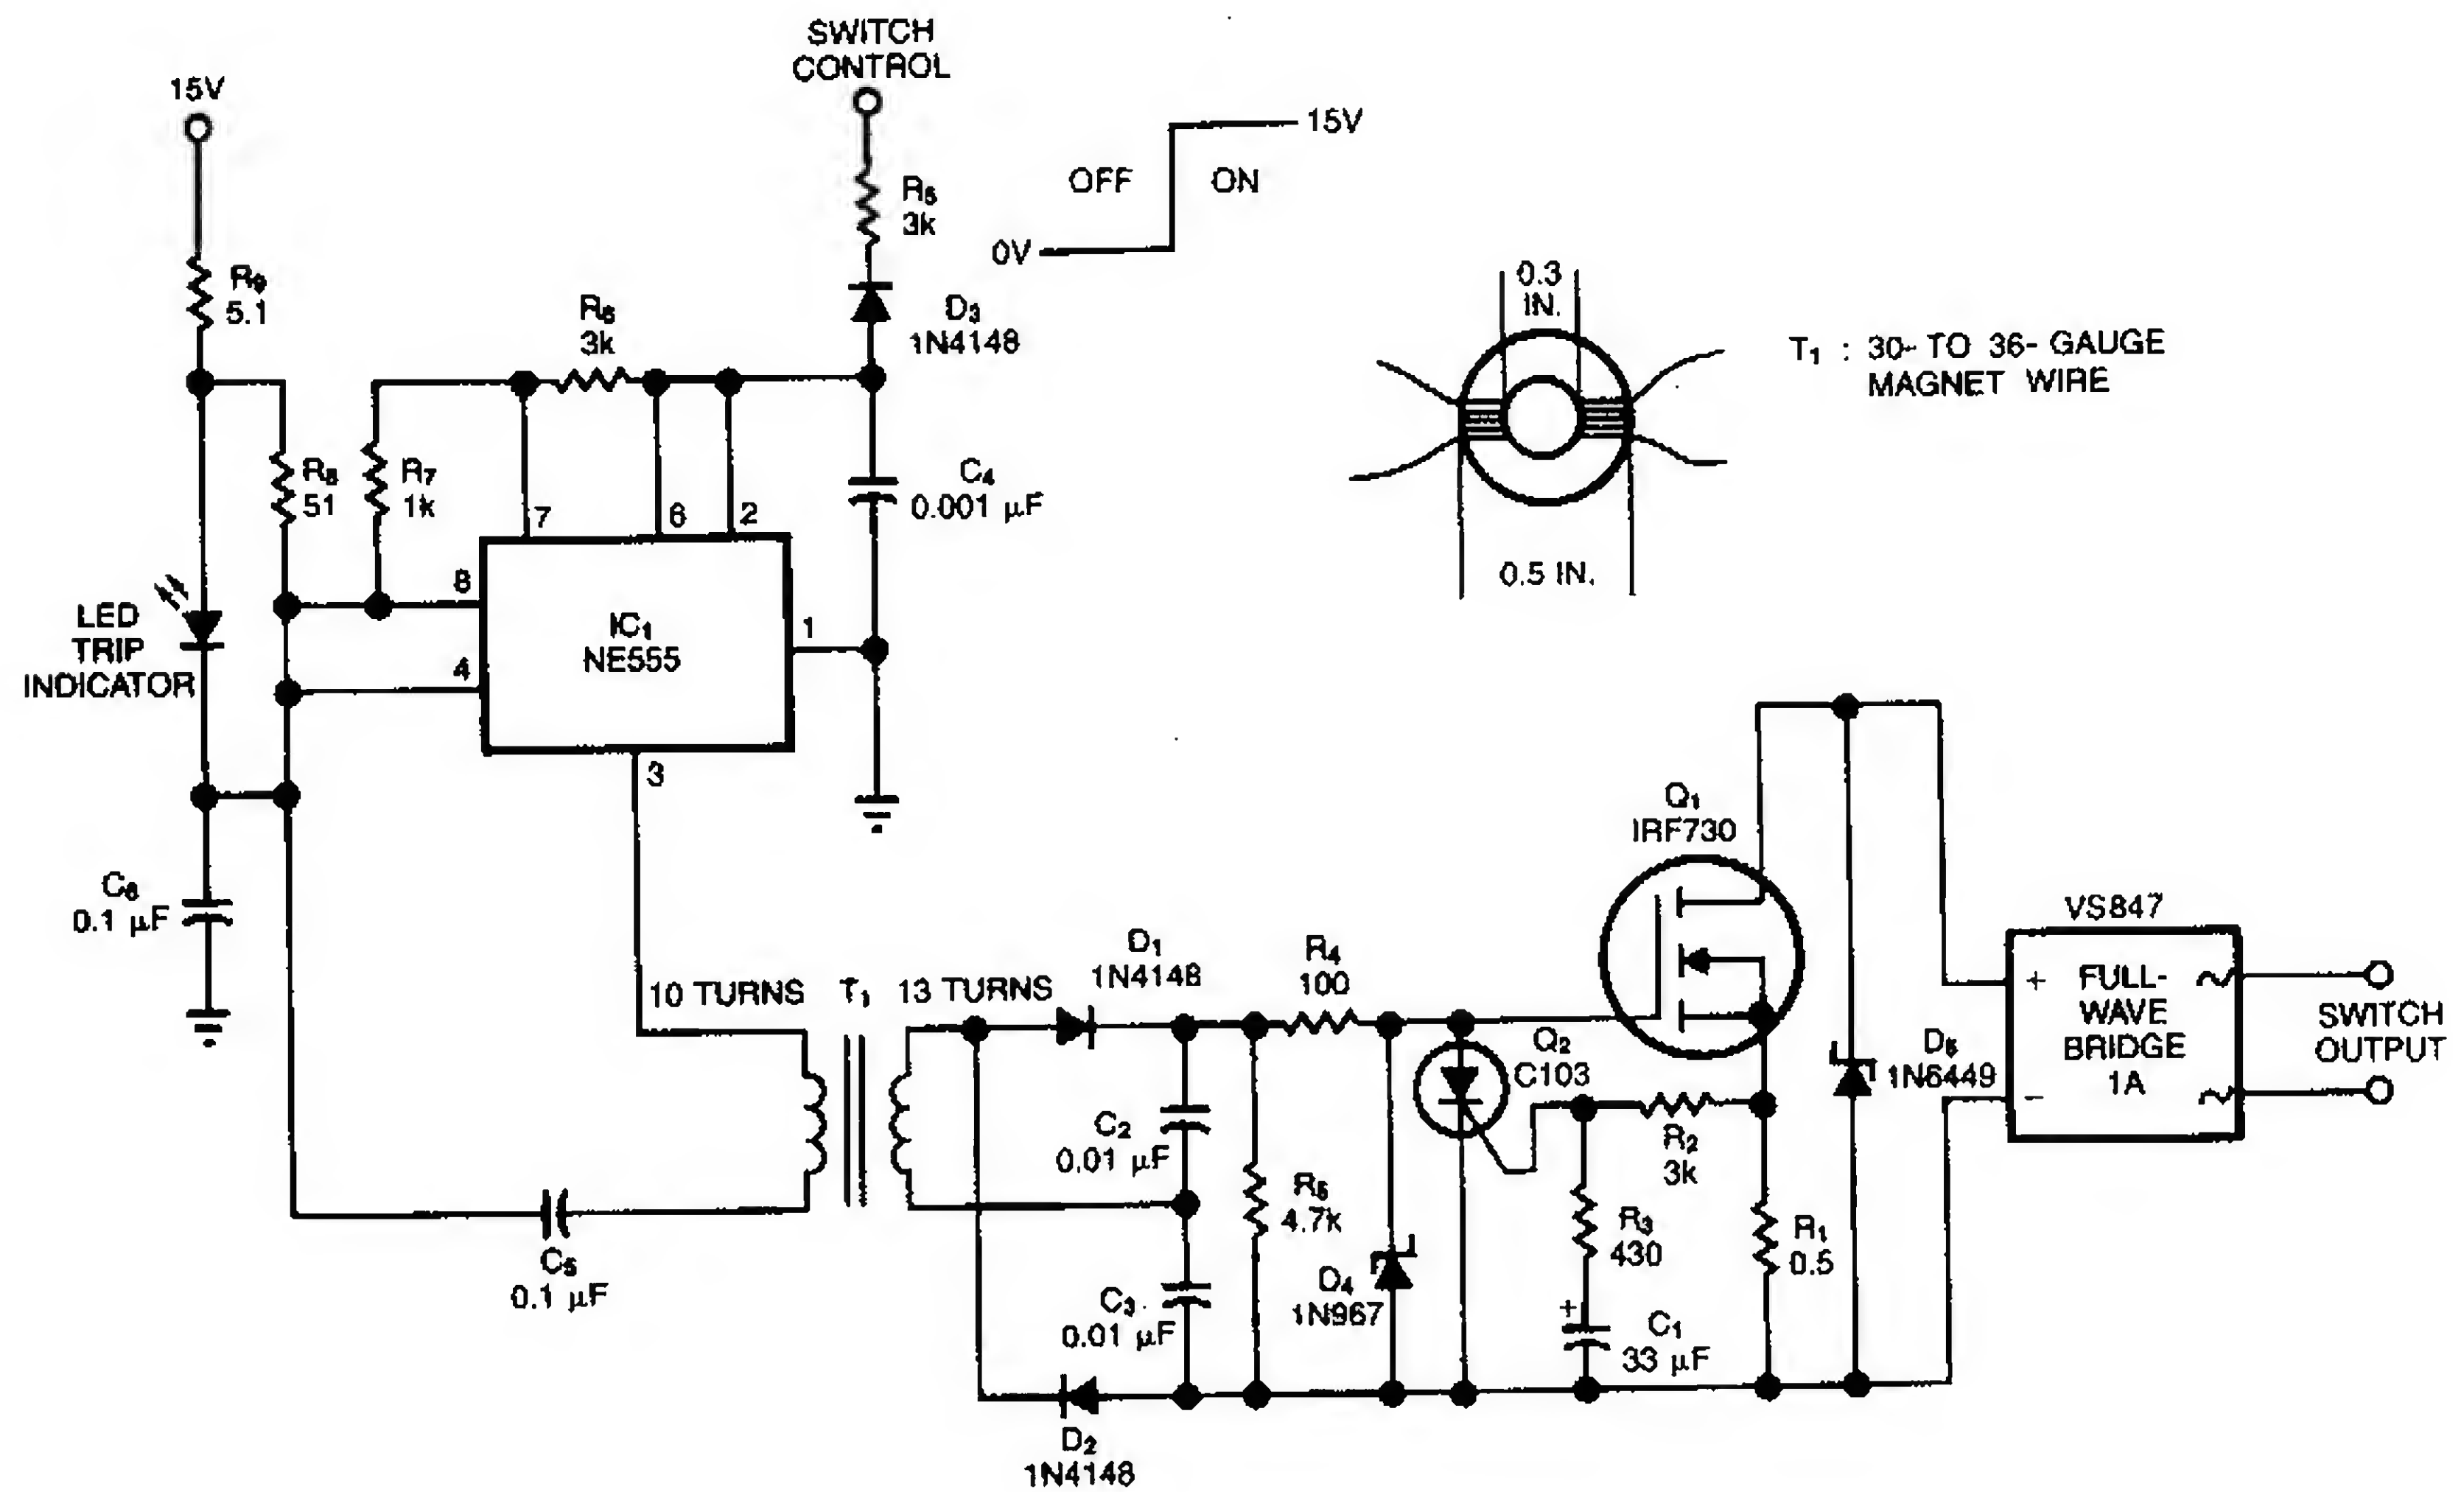 SWITCH
CONTROL
15V
R5
3k
OFF
ON
15V
0V
R9
5.1
R6
3k
D3
1N4148
0.3
IN.
T1 : 30- TO 36- GAUGE
MAGNET WIRE
R8
51
R7
1k
7
6
2
C4
0.001 µF
0.5 IN.
8
4
1
3
IC1
NE555
LED
TRIP
INDICATOR
C6
0.1 µF
Q1
IRF730
VS847
+
−
FULL-
WAVE
BRIDGE
1A
~
~
SWITCH
OUTPUT
10 TURNS
T1
13 TURNS
D1
1N4148
R4
100
Q2
C103
D5
1N6449
C2
0.01 µF
R2
3k
R5
4.7k
R3
430
R1
0.5
C5
0.1 µF
C3
0.01 µF
D4
1N967
+
C1
33 µF
D2
1N4148